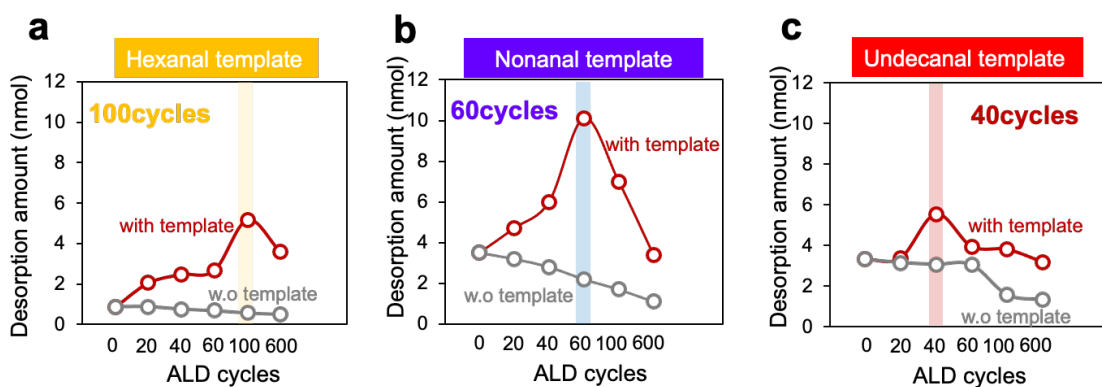 a
Hexanal template
Desorption amount (nmol)
12
10
8
6
4
2
0
100cycles
with template
w.o template
0 20 40 60 100 600
ALD cycles
b
Nonanal template
Desorption amount (nmol)
12
10
8
6
4
2
0
60cycles
with template
w.o template
0 20 40 60 100 600
ALD cycles
c
Undecanal template
Desorption amount (nmol)
12
10
8
6
4
2
0
40cycles
with template
w.o template
0 20 40 60 100 600
ALD cycles